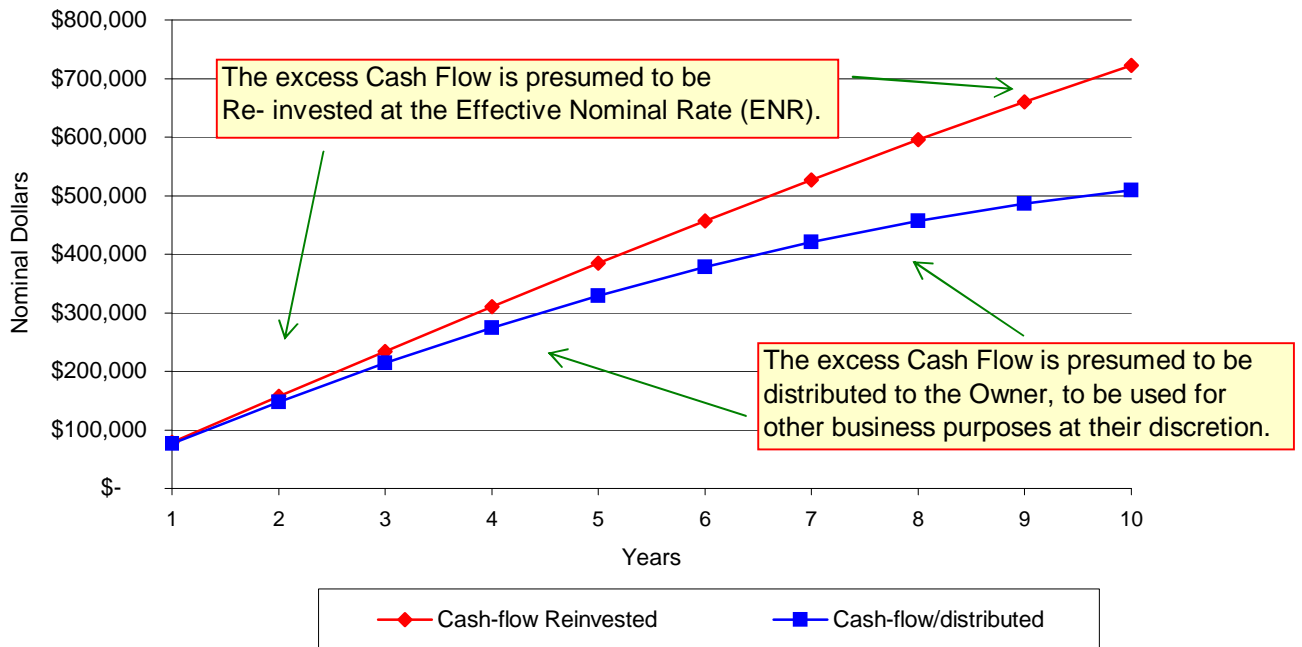 $800,000
$700,000
$600,000
$500,000
$400,000
$300,000
$200,000
$100,000
$-
Nominal Dollars
The excess Cash Flow is presumed to be
Re- invested at the Effective Nominal Rate (ENR).
The excess Cash Flow is presumed to be
distributed to the Owner, to be used for
other business purposes at their discretion.
1 2 3 4 5 6 7 8 9 10
Years
Cash-flow Reinvested Cash-flow/distributed